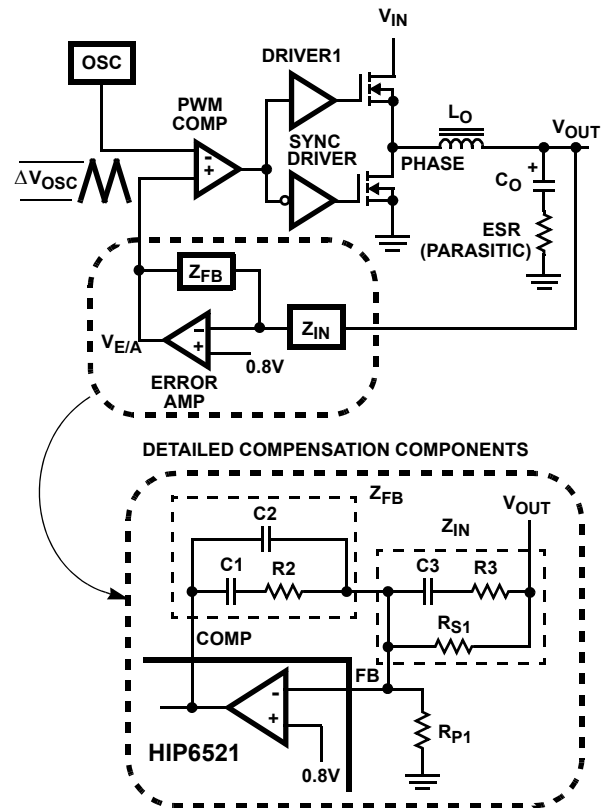 V_IN
OSC
DRIVER1
PWM
COMP
-
+
SYNC
DRIVER
L_O
V_OUT
PHASE
+
C_O
ESR
(PARASITIC)
ΔV_OSC
Z_FB
Z_IN
-
+
V_E/A
0.8V
ERROR
AMP
DETAILED COMPENSATION COMPONENTS
Z_FB
V_OUT
C2
Z_IN
C1
R2
C3
R3
R_S1
COMP
FB
-
+
R_P1
HIP6521
0.8V